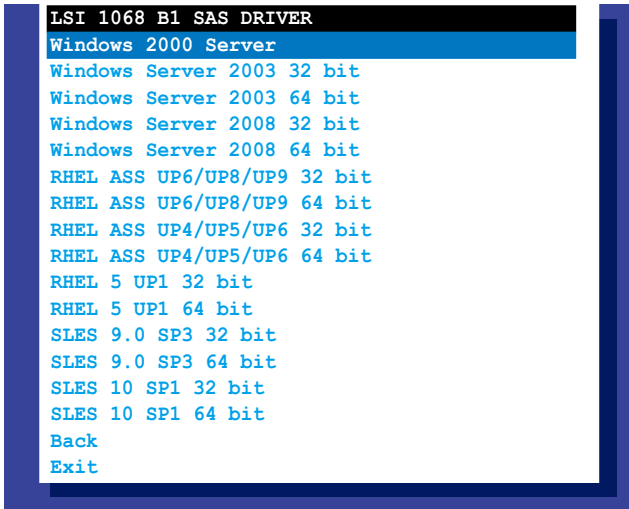 LSI 1068 B1 SAS DRIVER
Windows 2000 Server
Windows Server 2003 32 bit
Windows Server 2003 64 bit
Windows Server 2008 32 bit
Windows Server 2008 64 bit
RHEL ASS UP6/UP8/UP9 32 bit
RHEL ASS UP6/UP8/UP9 64 bit
RHEL ASS UP4/UP5/UP6 32 bit
RHEL ASS UP4/UP5/UP6 64 bit
RHEL 5 UP1 32 bit
RHEL 5 UP1 64 bit
SLES 9.0 SP3 32 bit
SLES 9.0 SP3 64 bit
SLES 10 SP1 32 bit
SLES 10 SP1 64 bit
Back
Exit